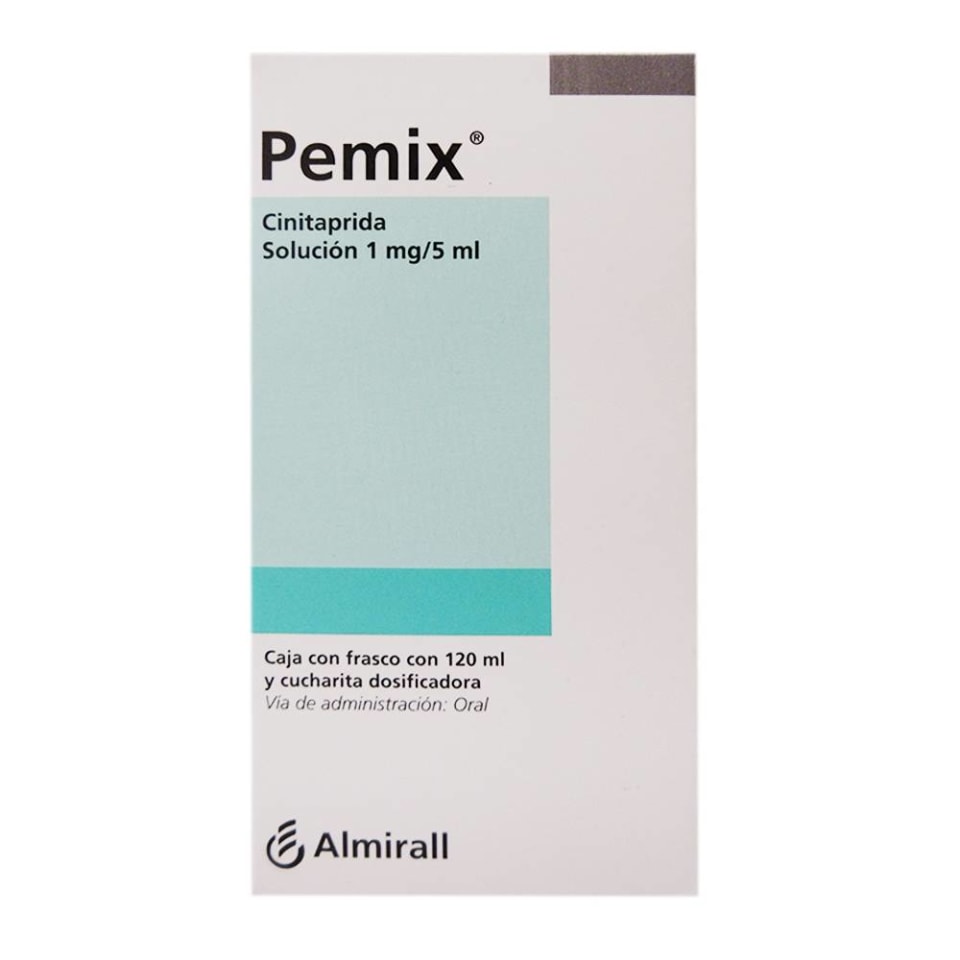 Pemix®
Cinitaprida
Solución 1 mg/5 ml
Caja con frasco con 120 ml
y cucharita dosificadora
Vía de administración: Oral
Almirall